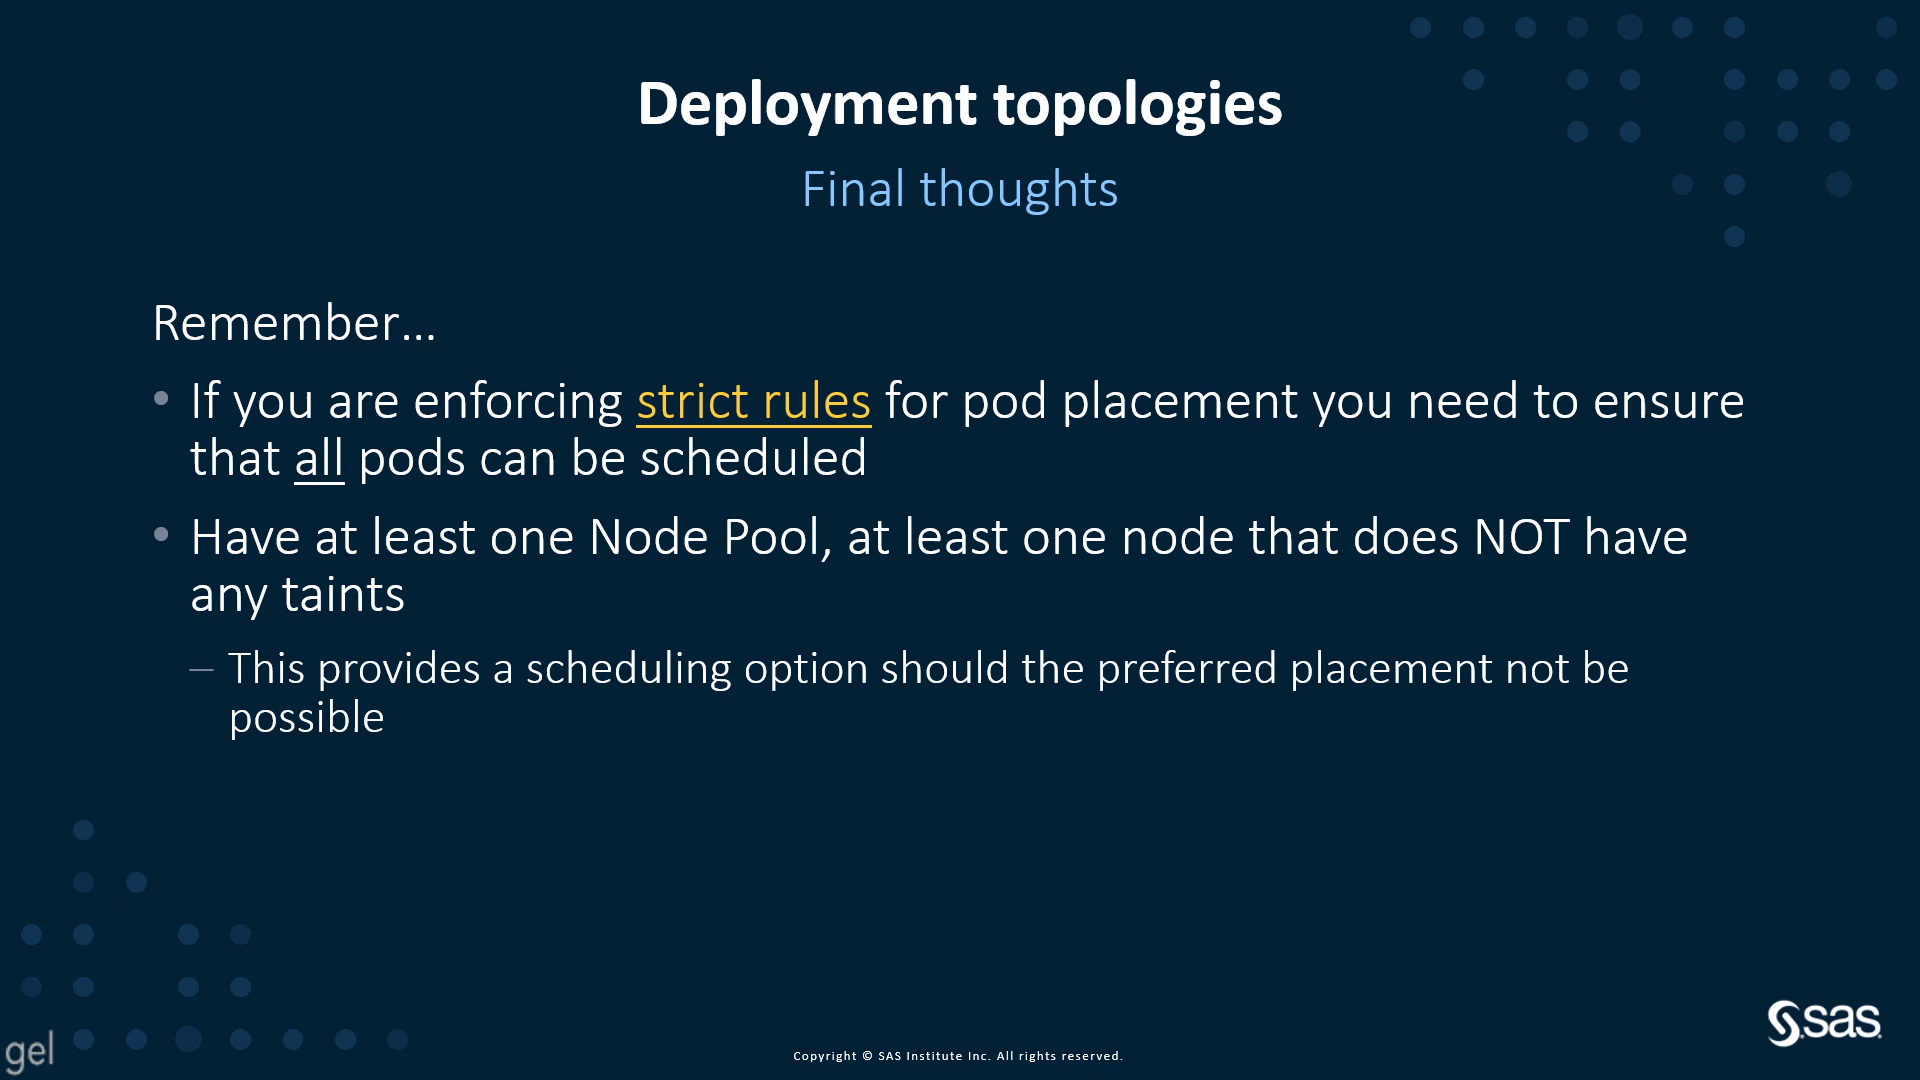 Deployment topologies
Final thoughts
Remember...
• If you are enforcing strict rules for pod placement you need to ensure
that all pods can be scheduled
• Have at least one Node Pool, at least one node that does NOT have
any taints
– This provides a scheduling option should the preferred placement not be
possible
gel
Copyright © SAS Institute Inc. All rights reserved.
sas